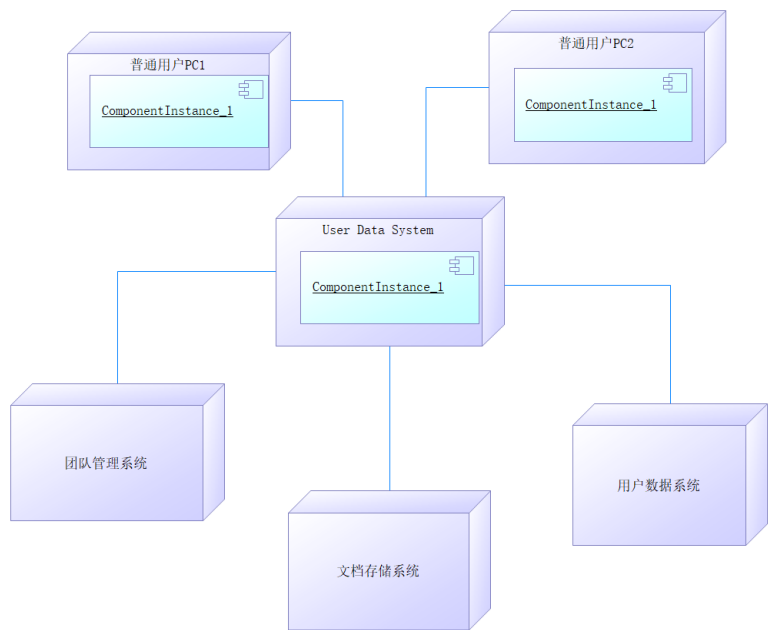 普通用户PC1
ComponentInstance_1
普通用户PC2
ComponentInstance_1
User Data System
ComponentInstance_1
团队管理系统
用户数据系统
文档存储系统